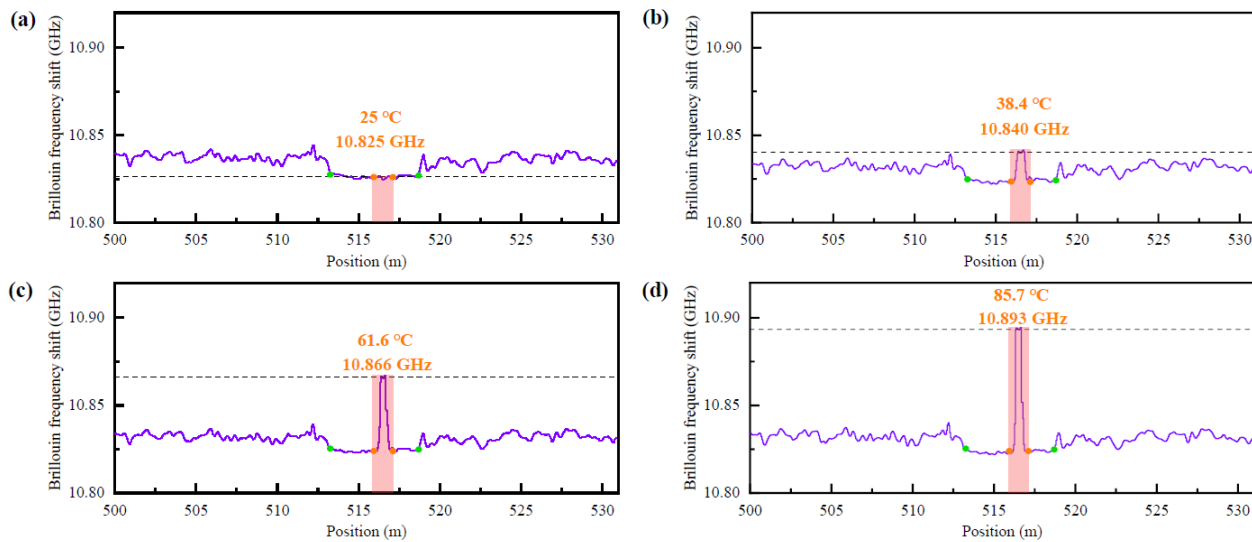 (a)
Brillouin frequency shift (GHz)
10.90
10.85
10.80
25 °C
10.825 GHz
500 505 510 515 520 525 530
Position (m)
(b)
Brillouin frequency shift (GHz)
10.90
10.85
10.80
38.4 °C
10.840 GHz
500 505 510 515 520 525 530
Position (m)
(c)
Brillouin frequency shift (GHz)
10.90
10.85
10.80
61.6 °C
10.866 GHz
500 505 510 515 520 525 530
Position (m)
(d)
Brillouin frequency shift (GHz)
10.90
10.85
10.80
85.7 °C
10.893 GHz
500 505 510 515 520 525 530
Position (m)